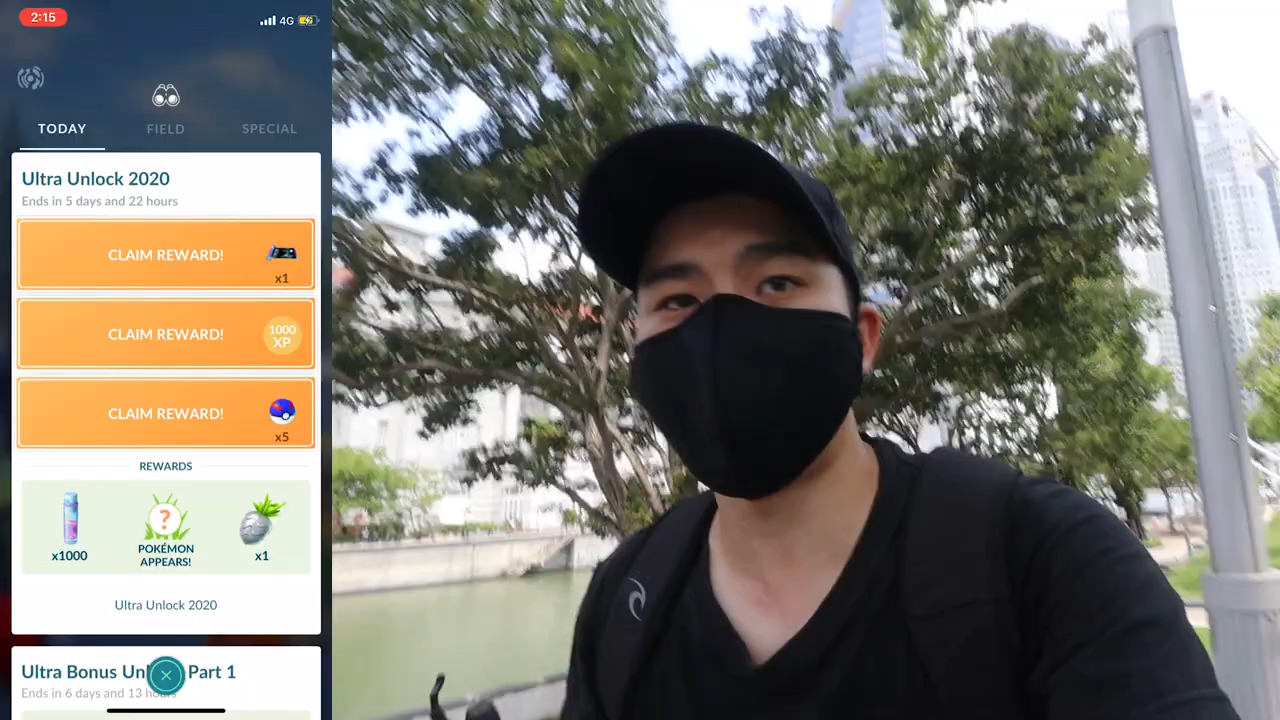 2:15
4G
TODAY
FIELD
SPECIAL
Ultra Unlock 2020
Ends in 5 days and 22 hours
CLAIM REWARD!
x1
CLAIM REWARD!
1000
XP
CLAIM REWARD!
x5
REWARDS
?
x1000
POKÉMON
APPEARS!
x1
Ultra Unlock 2020
Ultra Bonus Part 1
Ends in 6 days and 13